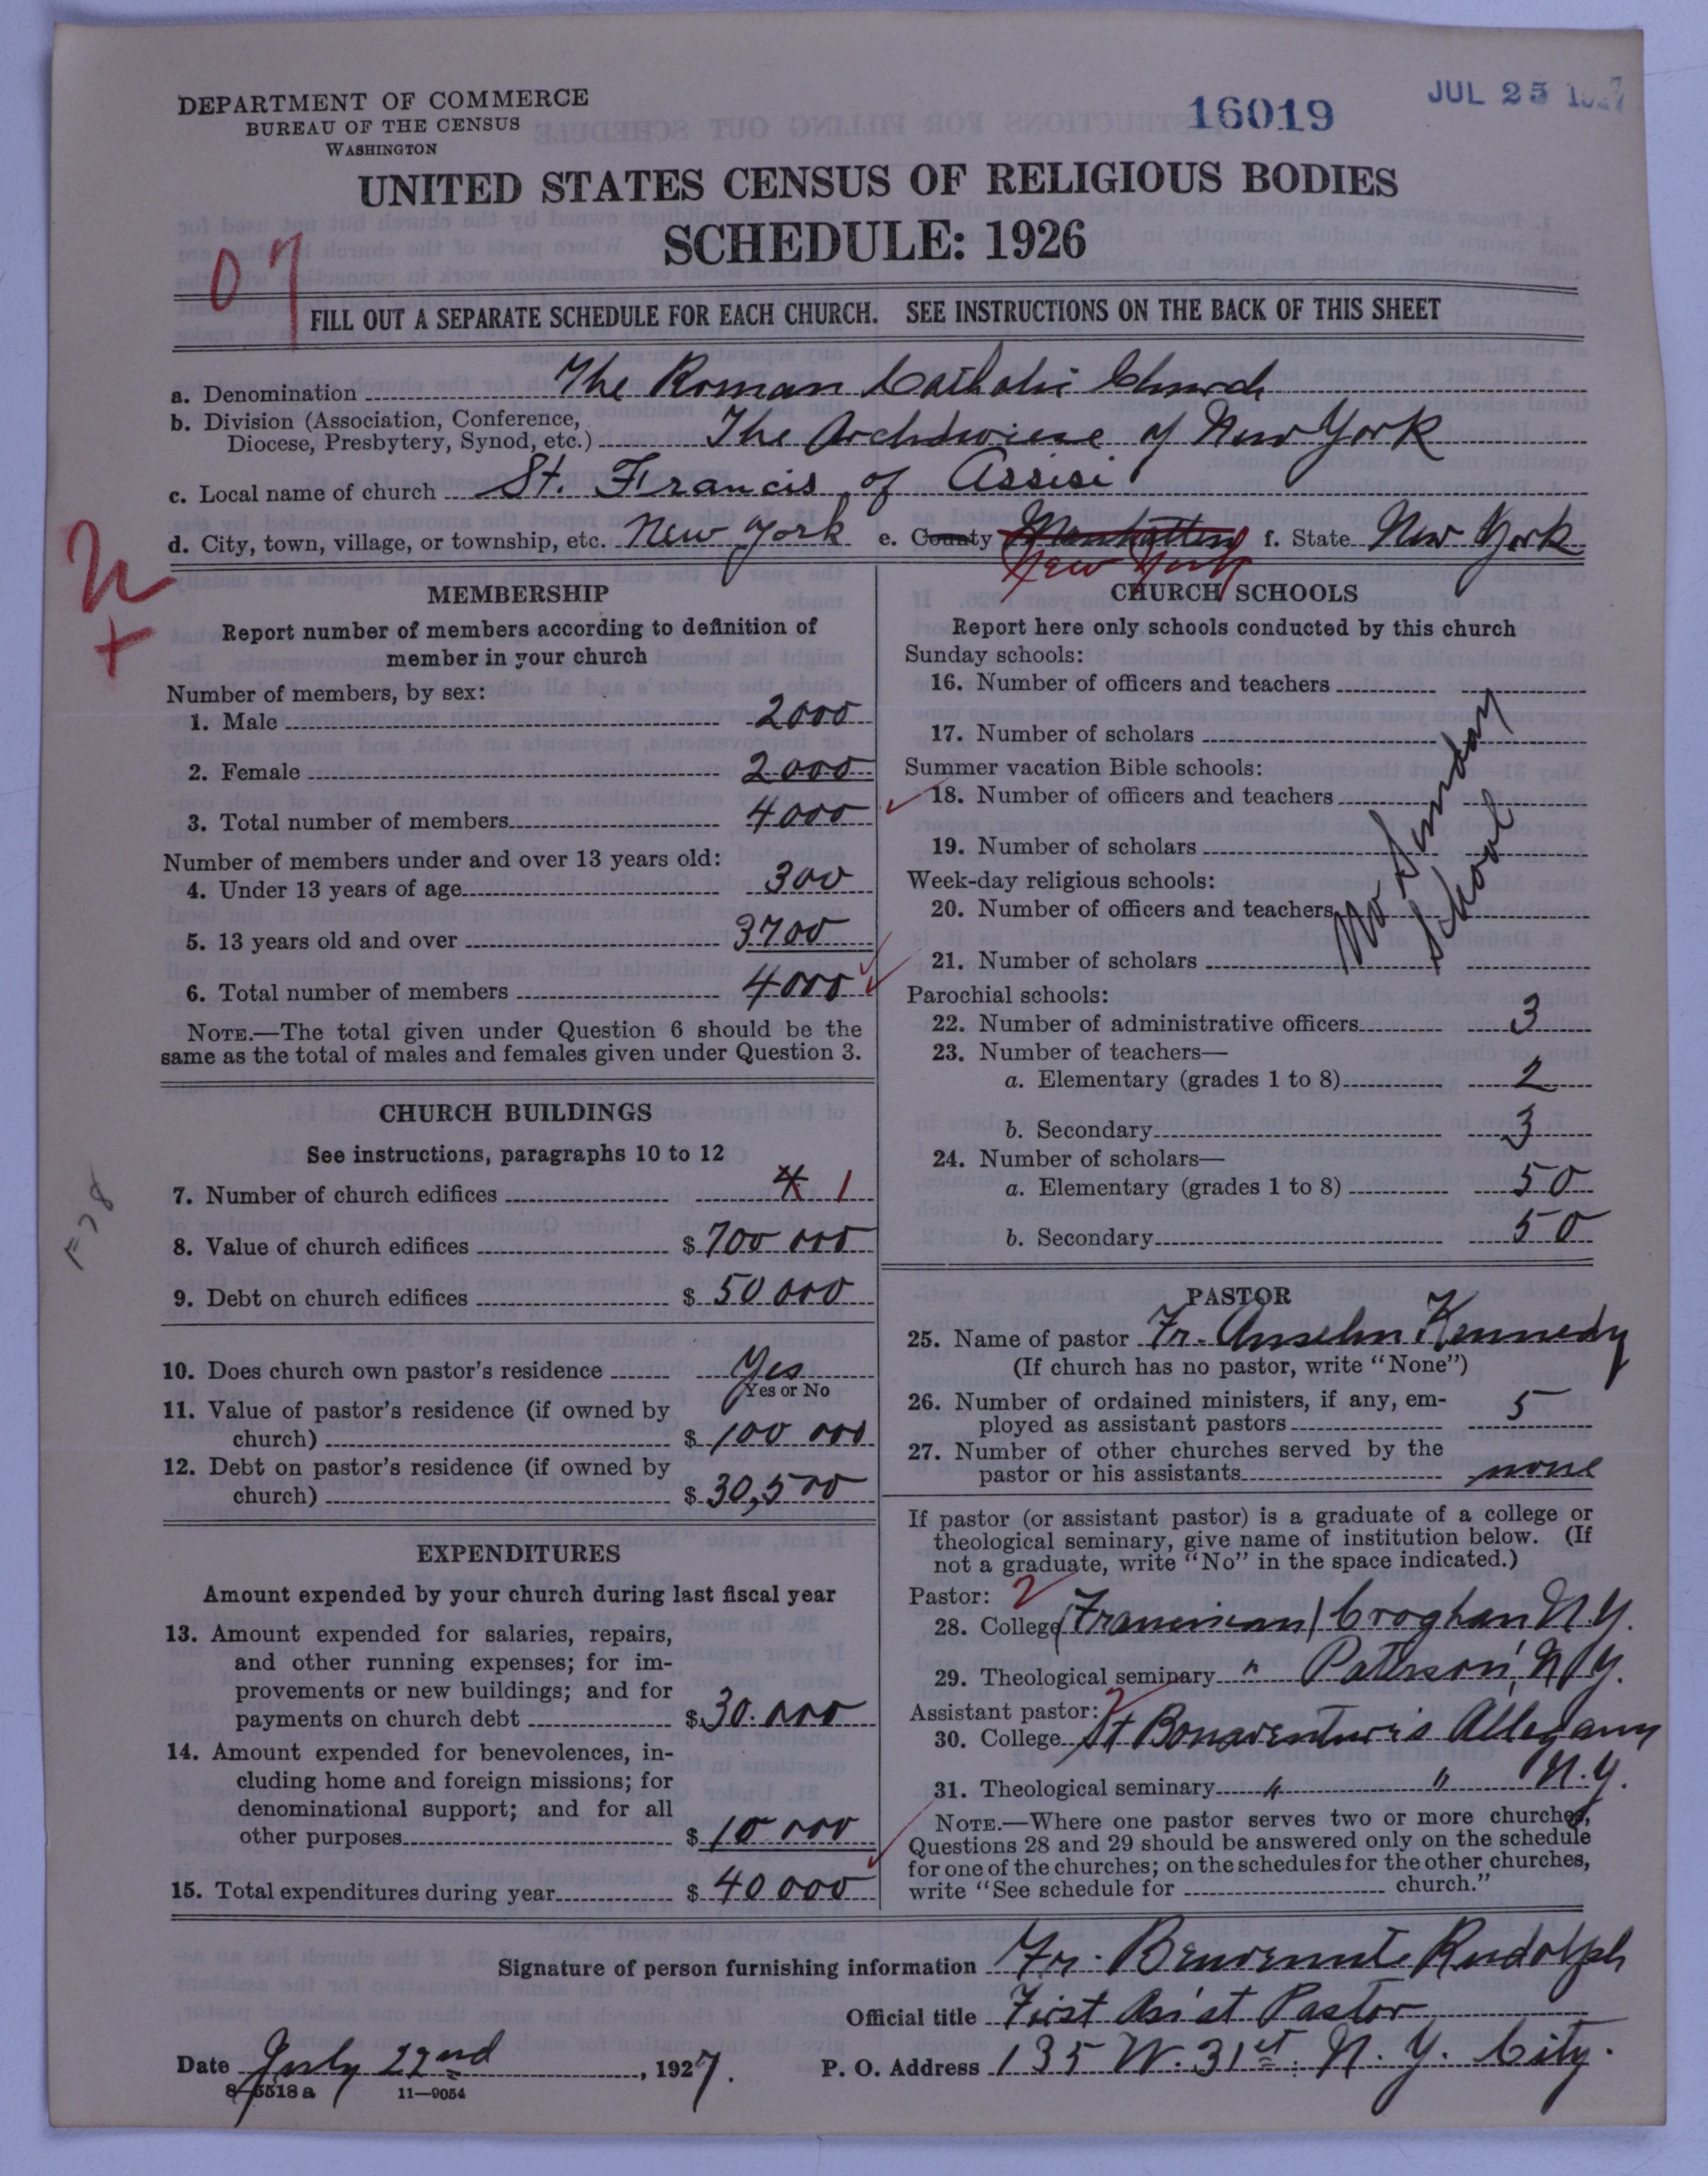 DEPARTMENT OF COMMERCE
BUREAU OF THE CENSUS
WASHINGTON
16019
JUL 25 1927
UNITED STATES CENSUS OF RELIGIOUS BODIES
SCHEDULE: 1926
07
FILL OUT A SEPARATE SCHEDULE FOR EACH CHURCH. SEE INSTRUCTIONS ON THE BACK OF THIS SHEET
a. Denomination The Roman Catholic Church
b. Division (Association, Conference,
Diocese, Presbytery, Synod, etc.) The Archdiocese of New York
c. Local name of church St. Francis of Assisi
d. City, town, village, or township, etc. New York e. County Manhattan f. State New York
New York
MEMBERSHIP
Report number of members according to definition of
member in your church
Number of members, by sex:
1. Male 2000
2. Female 2000
3. Total number of members 4000
Number of members under and over 13 years old:
4. Under 13 years of age 300
5. 13 years old and over 3700
6. Total number of members 4000
NOTE.—The total given under Question 6 should be the
same as the total of males and females given under Question 3.
CHURCH BUILDINGS
See instructions, paragraphs 10 to 12
7. Number of church edifices 4 1
8. Value of church edifices $ 700 000
9. Debt on church edifices $ 50 000
10. Does church own pastor's residence Yes
Yes or No
11. Value of pastor's residence (if owned by
church) $ 100 000
12. Debt on pastor's residence (if owned by
church) $ 30,500
EXPENDITURES
Amount expended by your church during last fiscal year
13. Amount expended for salaries, repairs,
and other running expenses; for im-
provements or new buildings; and for
payments on church debt $ 30.000
14. Amount expended for benevolences, in-
cluding home and foreign missions; for
denominational support; and for all
other purposes $ 10 000
15. Total expenditures during year $ 40 000
CHURCH SCHOOLS
Report here only schools conducted by this church
Sunday schools:
16. Number of officers and teachers
17. Number of scholars
Summer vacation Bible schools:
18. Number of officers and teachers
19. Number of scholars
Week-day religious schools:
20. Number of officers and teachers
21. Number of scholars
No Sunday
School
Parochial schools:
22. Number of administrative officers 3
23. Number of teachers—
a. Elementary (grades 1 to 8) 2
b. Secondary 3
24. Number of scholars—
a. Elementary (grades 1 to 8) 50
b. Secondary 50
PASTOR
25. Name of pastor Fr. Anselm Kennedy
(If church has no pastor, write "None")
26. Number of ordained ministers, if any, em-
ployed as assistant pastors 5
27. Number of other churches served by the
pastor or his assistants none
If pastor (or assistant pastor) is a graduate of a college or
theological seminary, give name of institution below. (If
not a graduate, write "No" in the space indicated.)
Pastor: 2
28. College (Franciscan) Croghan N.Y.
29. Theological seminary " Paterson, N.Y.
Assistant pastor: 2
30. College St Bonaventure's Allegany
N.Y.
31. Theological seminary " "
NOTE.—Where one pastor serves two or more churches,
Questions 28 and 29 should be answered only on the schedule
for one of the churches; on the schedules for the other churches,
write "See schedule for church."
Signature of person furnishing information Fr. Benvenute Rudolph
Official title First Ass't Pastor
Date July 22nd, 1927. P. O. Address 135 W. 31st. N. Y. City.
8-5518 a 11—9054